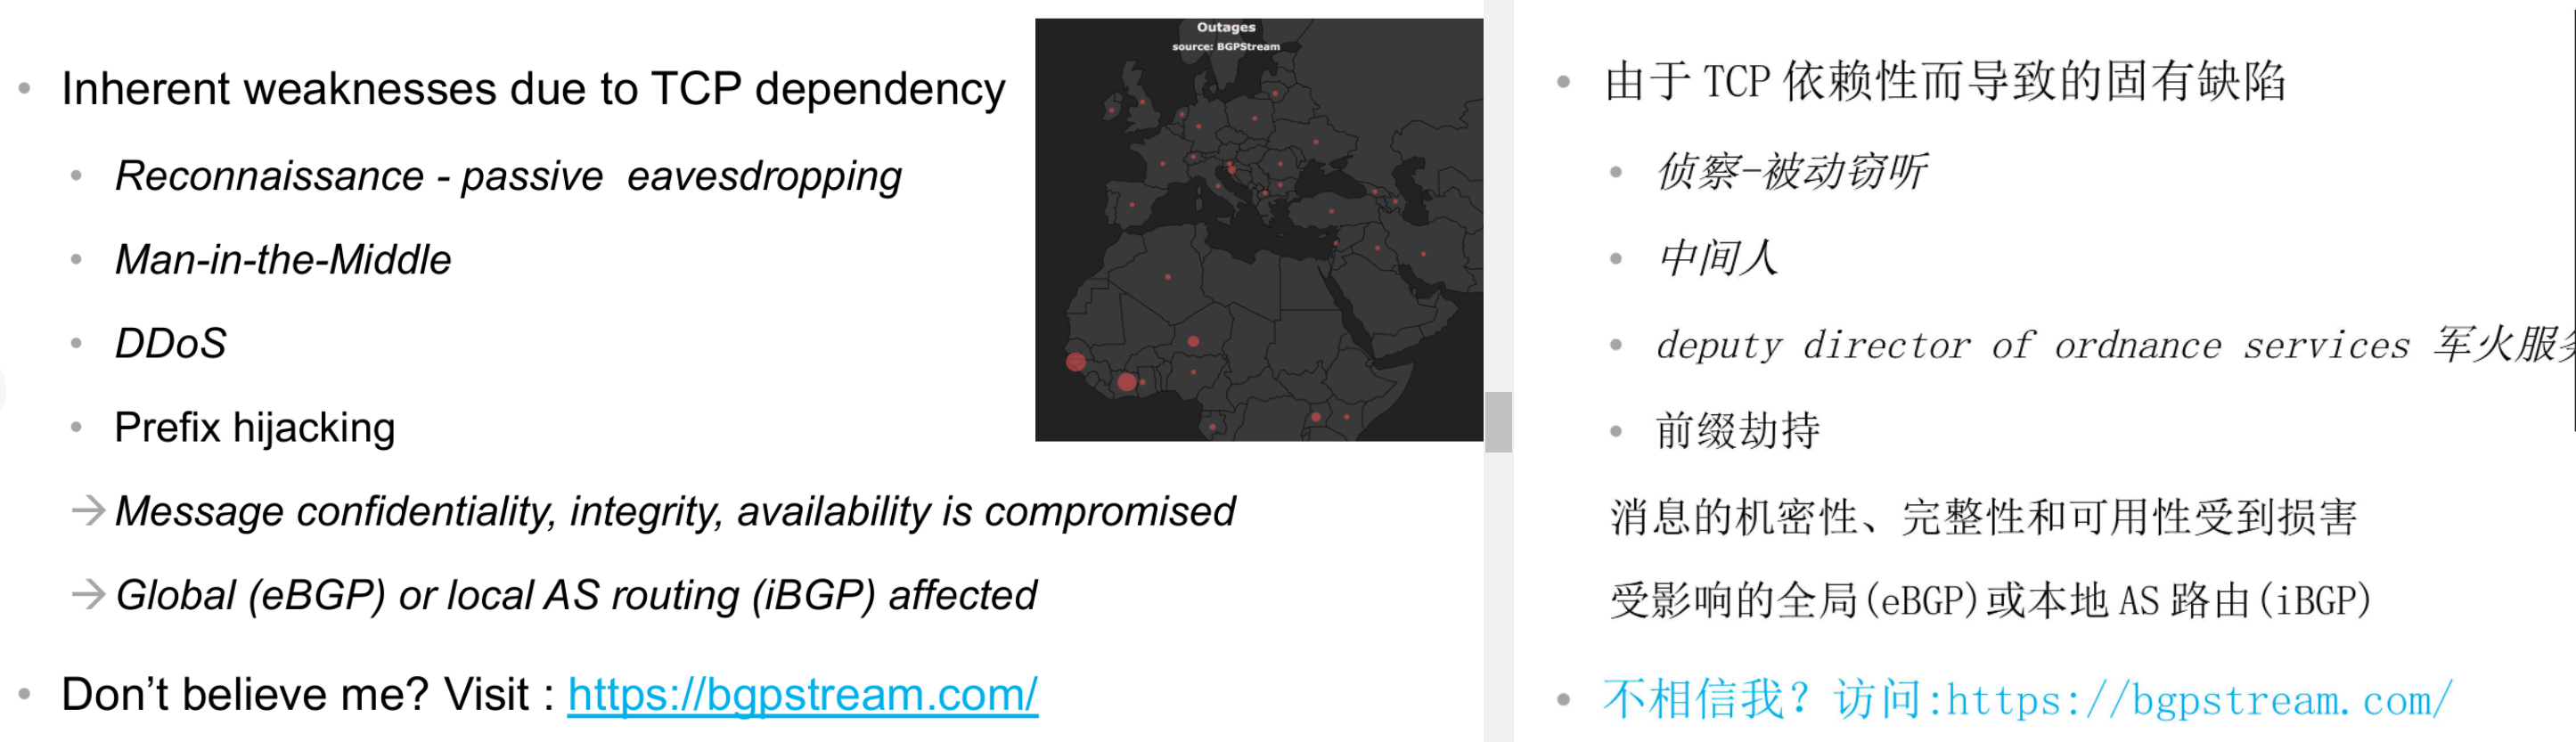 Inherent weaknesses due to TCP dependency
Reconnaissance - passive eavesdropping
Man-in-the-Middle
DDoS
Prefix hijacking
→ Message confidentiality, integrity, availability is compromised
→ Global (eBGP) or local AS routing (iBGP) affected
Don't believe me? Visit : https://bgpstream.com/
Outages
source: BGPStream
由于 TCP 依赖性而导致的固有缺陷
侦察-被动窃听
中间人
deputy director of ordnance services 军火服
前缀劫持
消息的机密性、完整性和可用性受到损害
受影响的全局(eBGP)或本地 AS 路由(iBGP)
不相信我？访问:https://bgpstream.com/